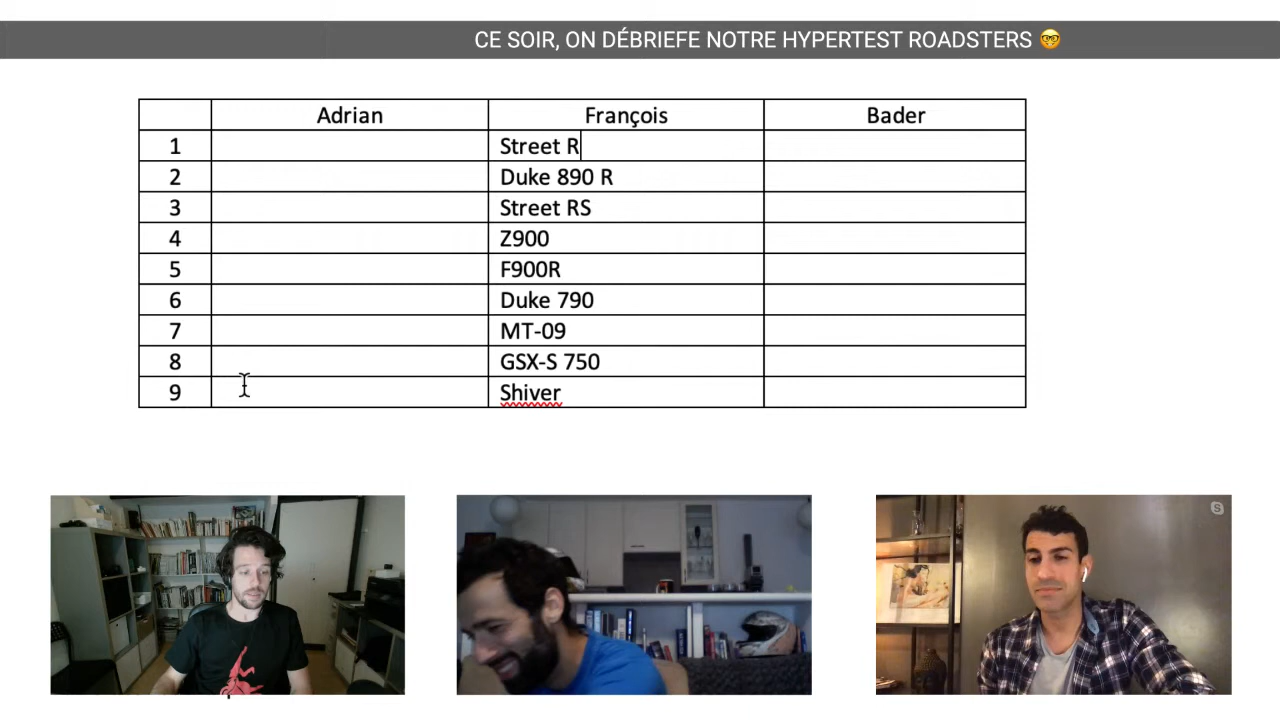 CE SOIR, ON DÉBRIEFE NOTRE HYPERTEST ROADSTERS 🤓
Adrian François Bader
1 Street R
2 Duke 890 R
3 Street RS
4 Z900
5 F900R
6 Duke 790
7 MT-09
8 GSX-S 750
9 Shiver